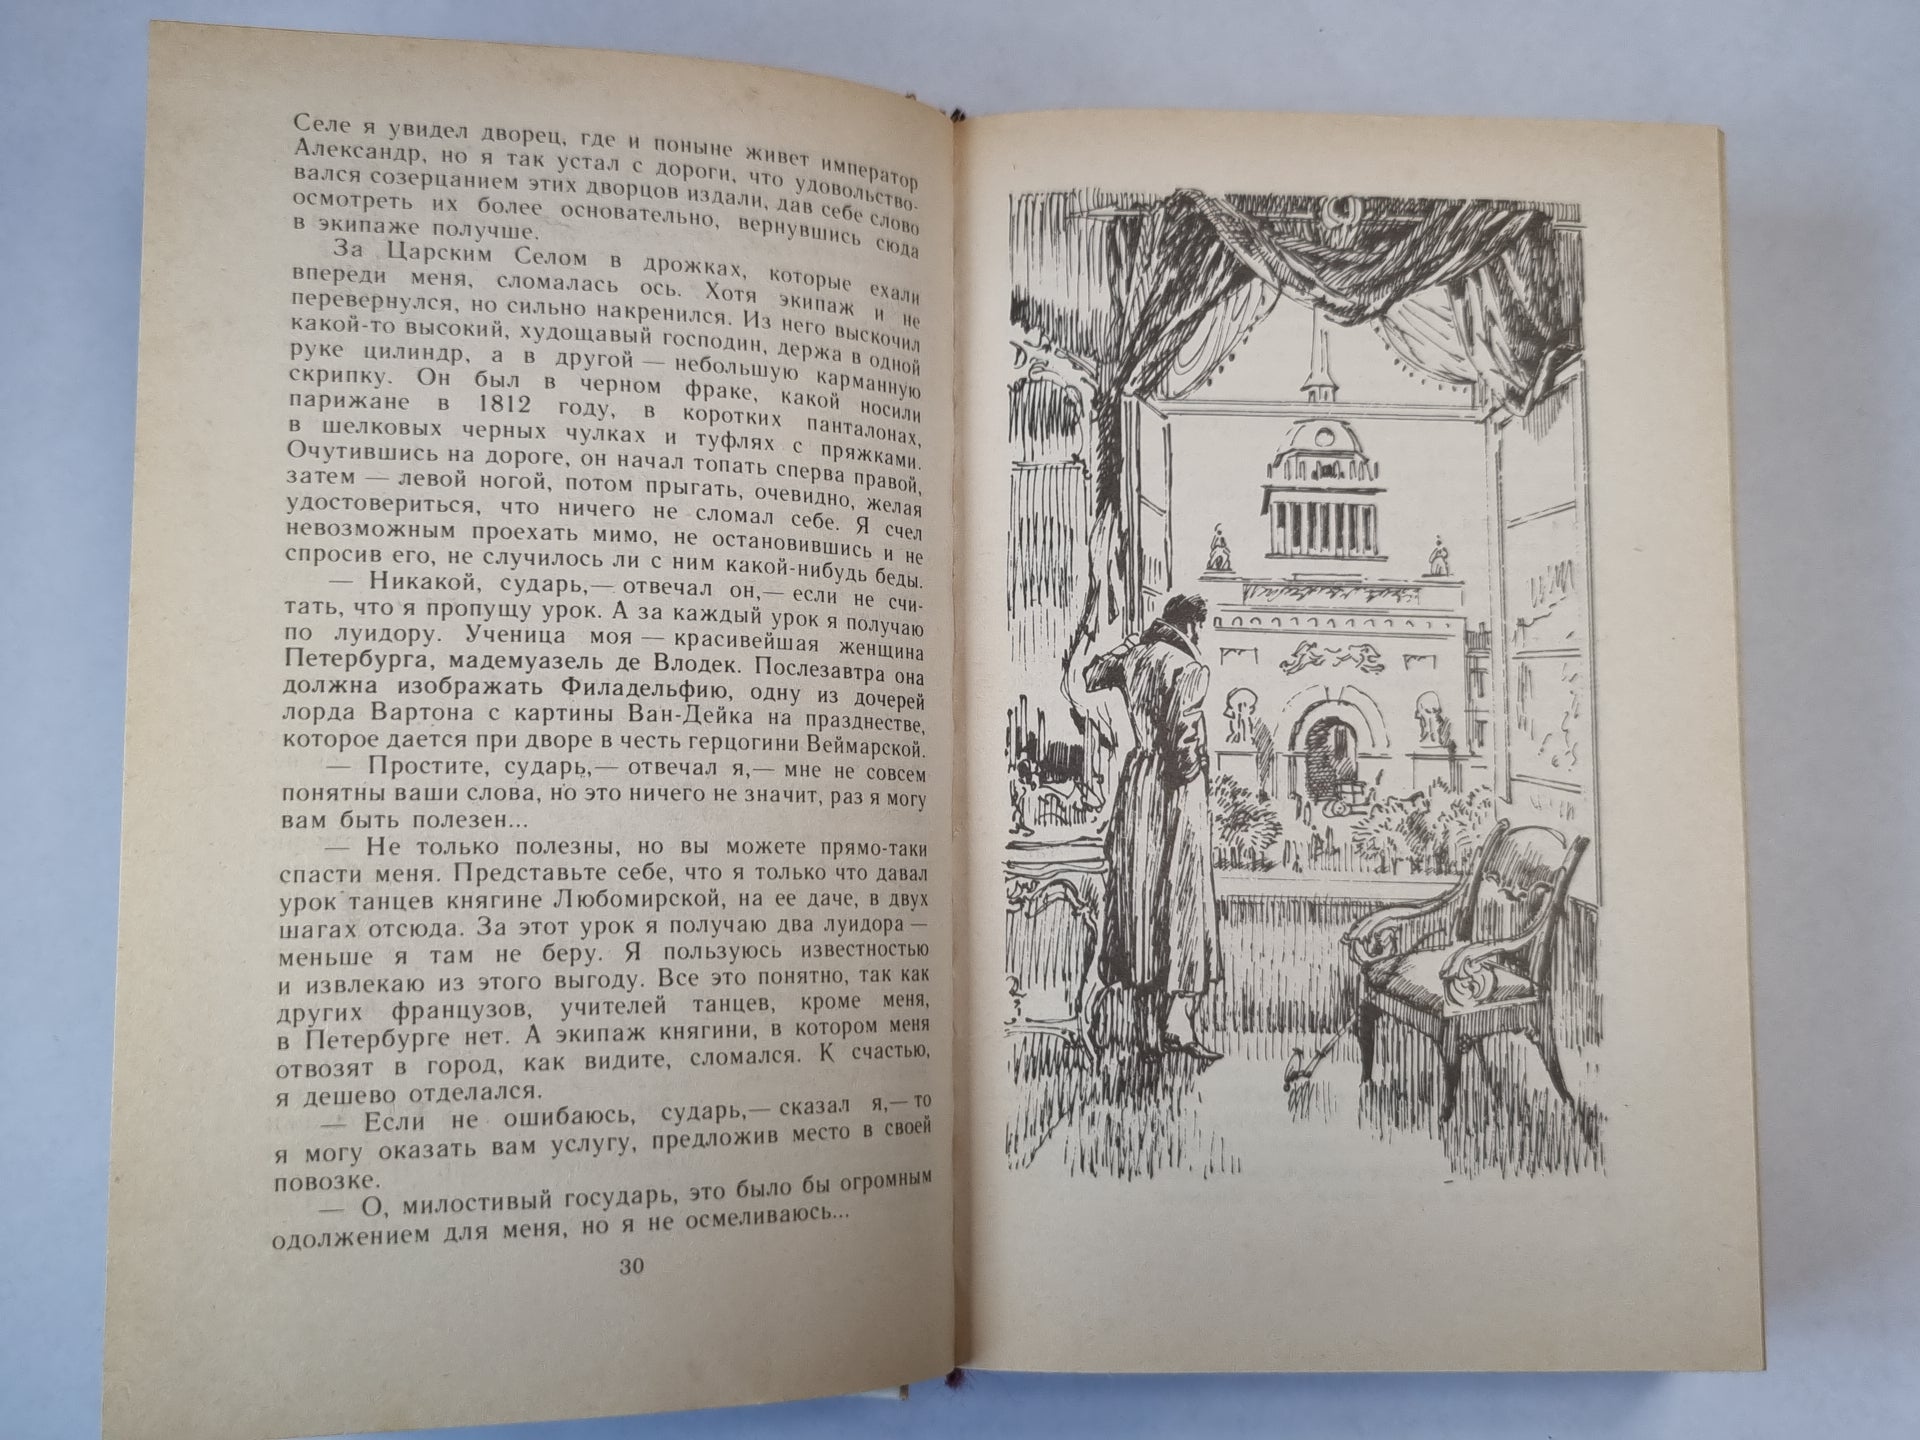 Селе я увидел дворец, где и поныне живет император
Александр, но я так устал с дороги, что удовольство-
вался созерцанием этих дворцов издали, дав себе слово
осмотреть их более основательно, вернувшись сюда
в экипаже получше.
За Царским Селом в дрожках, которые ехали
впереди меня, сломалась ось. Хотя экипаж и не
перевернулся, но сильно накренился. Из него выскочил
какой-то высокий, худощавый господин, держа в одной
руке цилиндр, а в другой — небольшую карманную
скрипку. Он был в черном фраке, какой носили
парижане в 1812 году, в коротких панталонах,
в шелковых черных чулках и туфлях с пряжками.
Очутившись на дороге, он начал топать сперва правой,
затем — левой ногой, потом прыгать, очевидно, желая
удостовериться, что ничего не сломал себе. Я счел
невозможным проехать мимо, не остановившись и не
спросив его, не случилось ли с ним какой-нибудь беды.
— Никакой, сударь,— отвечал он,— если не счи-
тать, что я пропущу урок. А за каждый урок я получаю
по луидору. Ученица моя — красивейшая женщина
Петербурга, мадемуазель де Влодек. Послезавтра она
должна изображать Филадельфию, одну из дочерей
лорда Вартона с картины Ван-Дейка на празднестве,
которое дается при дворе в честь герцогини Веймарской.
— Простите, сударь,— отвечал я,— мне не совсем
понятны ваши слова, но это ничего не значит, раз я могу
вам быть полезен...
— Не только полезны, но вы можете прямо-таки
спасти меня. Представьте себе, что я только что давал
урок танцев княгине Любомирской, на ее даче, в двух
шагах отсюда. За этот урок я получаю два луидора —
меньше я там не беру. Я пользуюсь известностью
и извлекаю из этого выгоду. Все это понятно, так как
других французов, учителей танцев, кроме меня,
в Петербурге нет. А экипаж княгини, в котором меня
отвозят в город, как видите, сломался. К счастью,
я дешево отделался.
— Если не ошибаюсь, сударь,— сказал я,— то
я могу оказать вам услугу, предложив место в своей
повозке.
— О, милостивый государь, это было бы огромным
одолжением для меня, но я не осмеливаюсь...
30